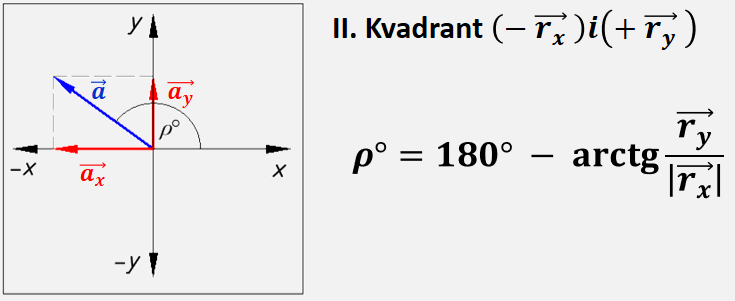 II. Kvadrant (− r⃗ₓ ) i (+ r⃗ᵧ )
y
a⃗
a⃗ᵧ
ρ°
−x
a⃗ₓ
x
−y
ρ° = 180° − arctg r⃗ᵧ / |r⃗ₓ|